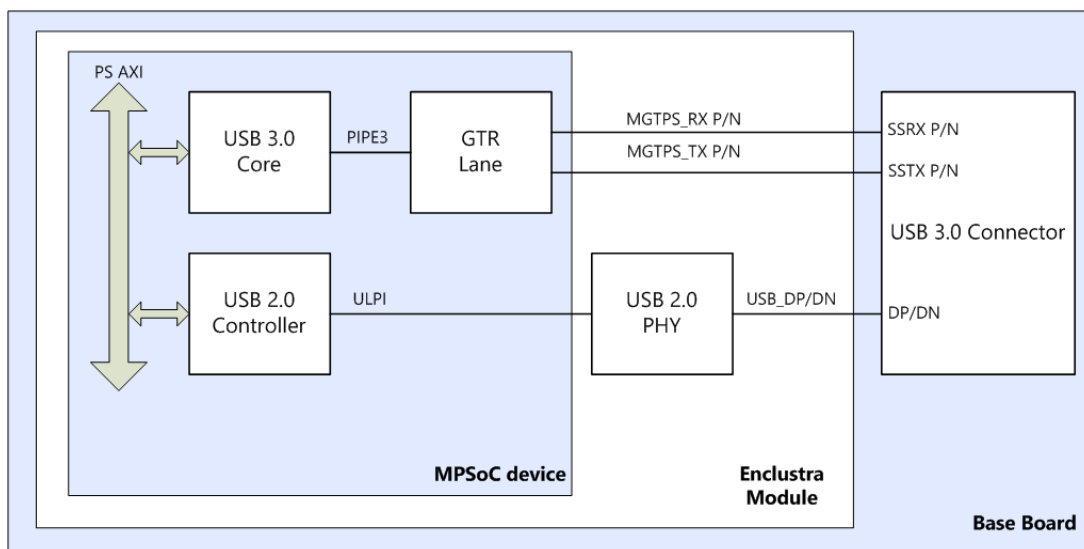 PS AXI
USB 3.0
Core
PIPE3
GTR
Lane
MGTPS_RX P/N
MGTPS_TX P/N
SSRX P/N
SSTX P/N
USB 3.0 Connector
USB 2.0
Controller
ULPI
USB 2.0
PHY
USB_DP/DN
DP/DN
MPSoC device
Enclustra
Module
Base Board